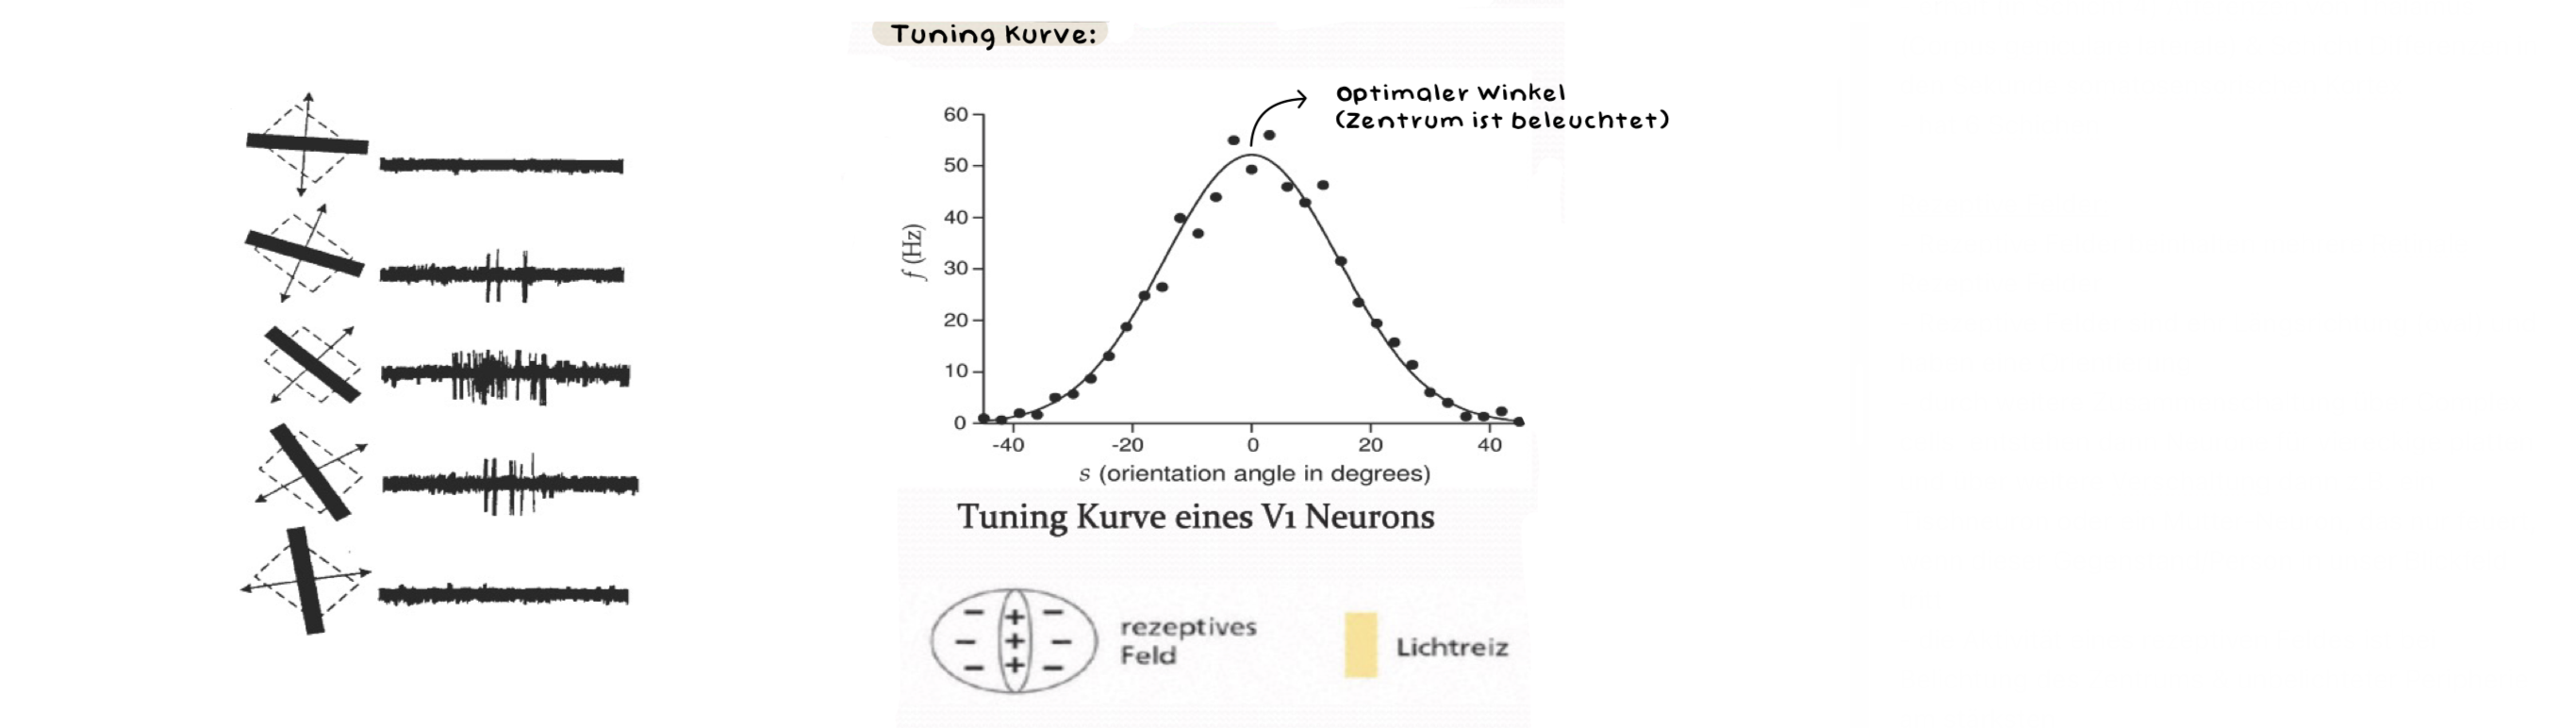 Tuning Kurve:
Optimaler Winkel
(Zentrum ist beleuchtet)
60
50
40
30
20
10
0
f (Hz)
-40 -20 0 20 40
s (orientation angle in degrees)
Tuning Kurve eines V1 Neurons
rezeptives
Feld
Lichtreiz